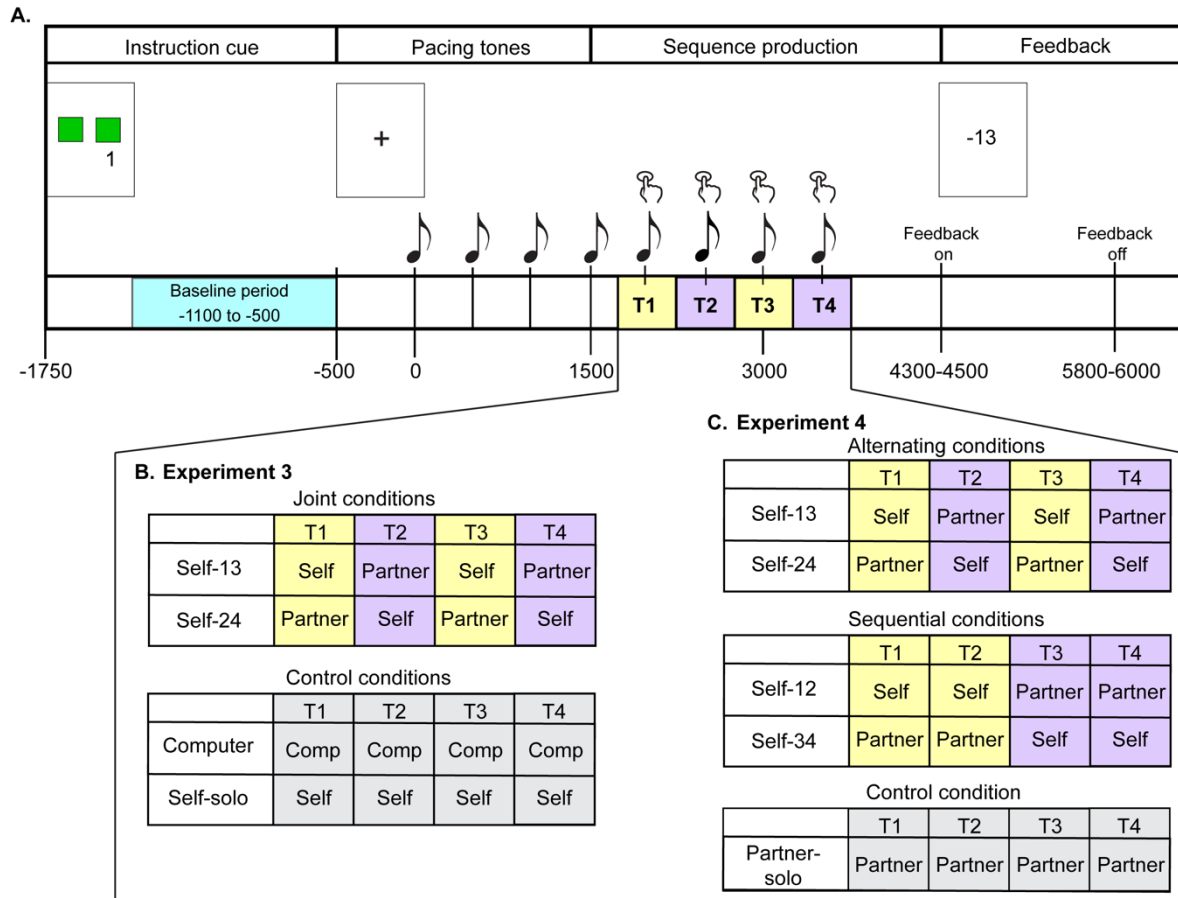 A.
Instruction cue Pacing tones Sequence production Feedback
1
+
-13
Feedback
on
Feedback
off
Baseline period
-1100 to -500
T1 T2 T3 T4
-1750 -500 0 1500 3000 4300-4500 5800-6000
B. Experiment 3
Joint conditions
T1 T2 T3 T4
Self-13 Self Partner Self Partner
Self-24 Partner Self Partner Self
Control conditions
T1 T2 T3 T4
Computer Comp Comp Comp Comp
Self-solo Self Self Self Self
C. Experiment 4
Alternating conditions
T1 T2 T3 T4
Self-13 Self Partner Self Partner
Self-24 Partner Self Partner Self
Sequential conditions
T1 T2 T3 T4
Self-12 Self Self Partner Partner
Self-34 Partner Partner Self Self
Control condition
T1 T2 T3 T4
Partner-
solo Partner Partner Partner Partner